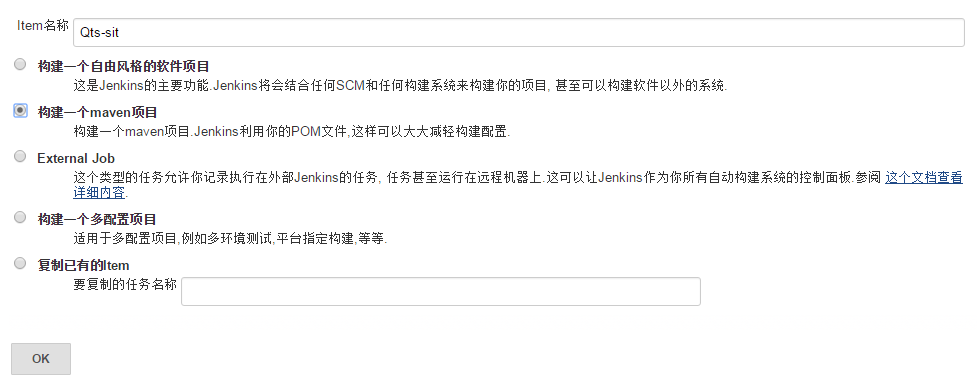 Item名称 Qts-sit
构建一个自由风格的软件项目
这是Jenkins的主要功能.Jenkins将会结合任何SCM和任何构建系统来构建你的项目, 甚至可以构建软件以外的系统.
构建一个maven项目
构建一个maven项目.Jenkins利用你的POM文件,这样可以大大减轻构建配置.
External Job
这个类型的任务允许你记录执行在外部Jenkins的任务, 任务甚至运行在远程机器上.这可以让Jenkins作为你所有自动构建系统的控制面板.参阅 这个文档查看
详细内容.
构建一个多配置项目
适用于多配置项目,例如多环境测试,平台指定构建,等等.
复制已有的Item
要复制的任务名称
OK